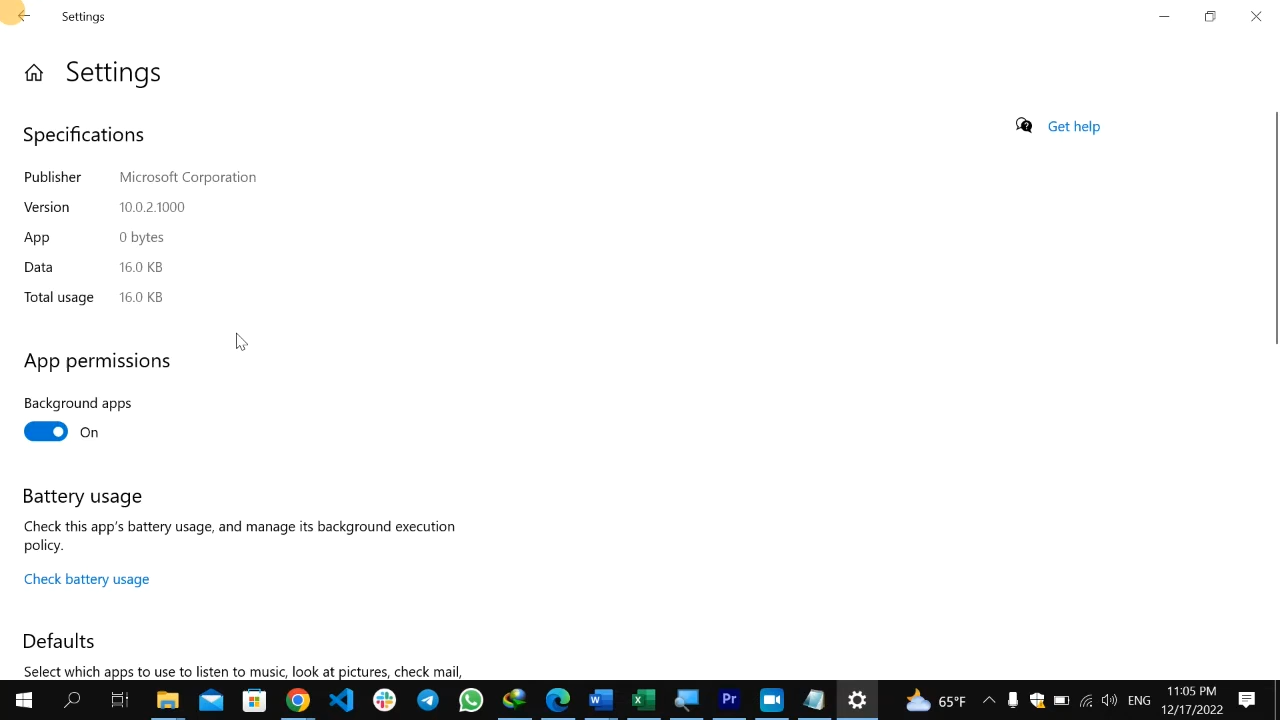 Settings
Settings
Specifications
Get help
Publisher Microsoft Corporation
Version 10.0.2.1000
App 0 bytes
Data 16.0 KB
Total usage 16.0 KB
App permissions
Background apps
On
Battery usage
Check this app's battery usage, and manage its background execution
policy.
Check battery usage
Defaults
Select which apps to use to listen to music, look at pictures, check mail,
Pr
65°F
ENG
11:05 PM
12/17/2022